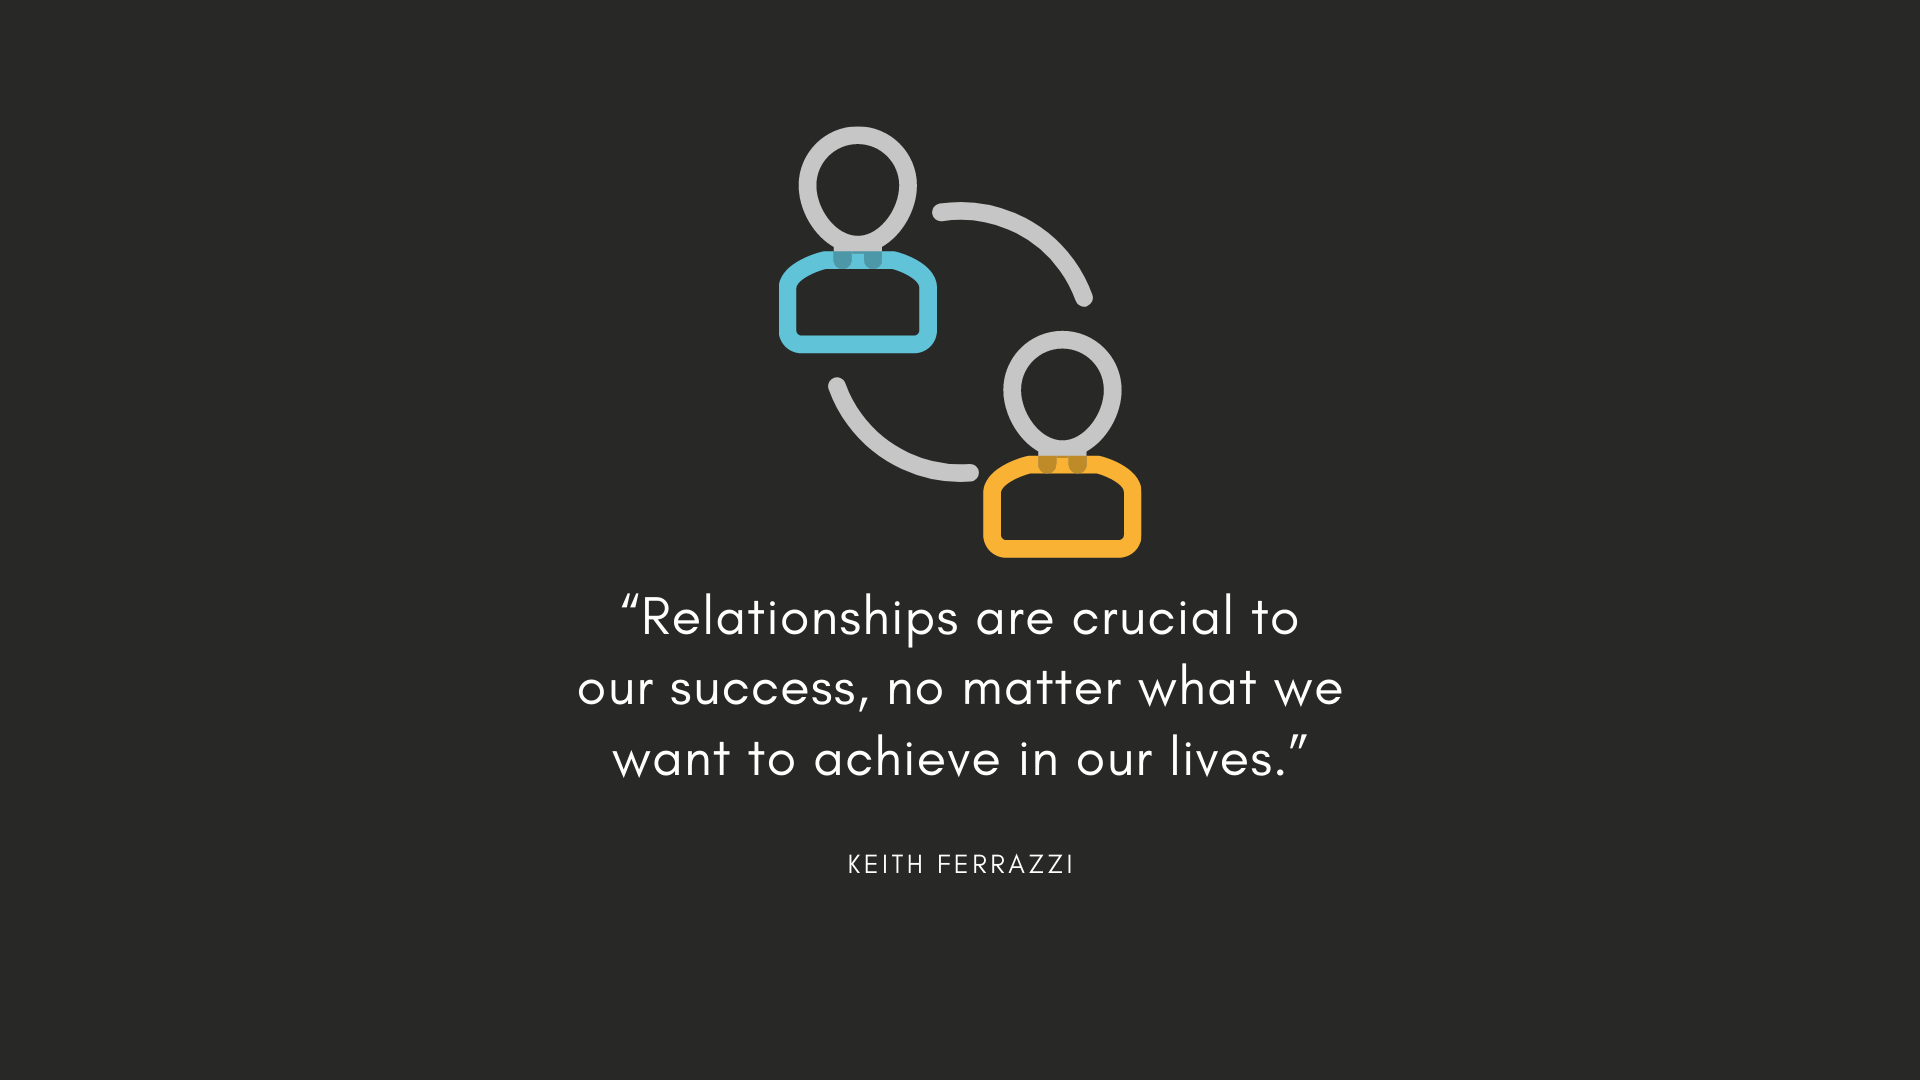 “Relationships are crucial to
our success, no matter what we
want to achieve in our lives.”
KEITH FERRAZZI